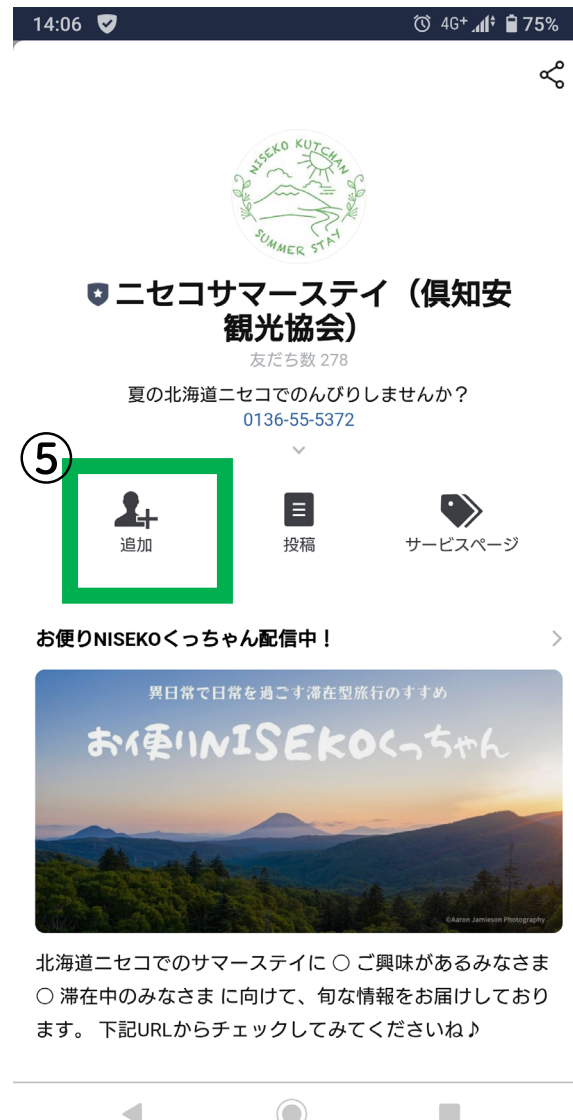 14:06 4G+ 75%
NISEKO KUTCHAN
SUMMER STAY
ニセコサマーステイ（倶知安
観光協会）
友だち数 278
夏の北海道ニセコでのんびりしませんか？
0136-55-5372
⑤
追加 投稿 サービスページ
お便りNISEKOくっちゃん配信中！
異日常で日常を過ごす滞在型旅行のすすめ
お便りNISEKOくっちゃん
©Aaron Jamieson Photography
北海道ニセコでのサマーステイに ○ ご興味があるみなさま
○ 滞在中のみなさま に向けて、旬な情報をお届けしており
ます。 下記URLからチェックしてみてくださいね♪